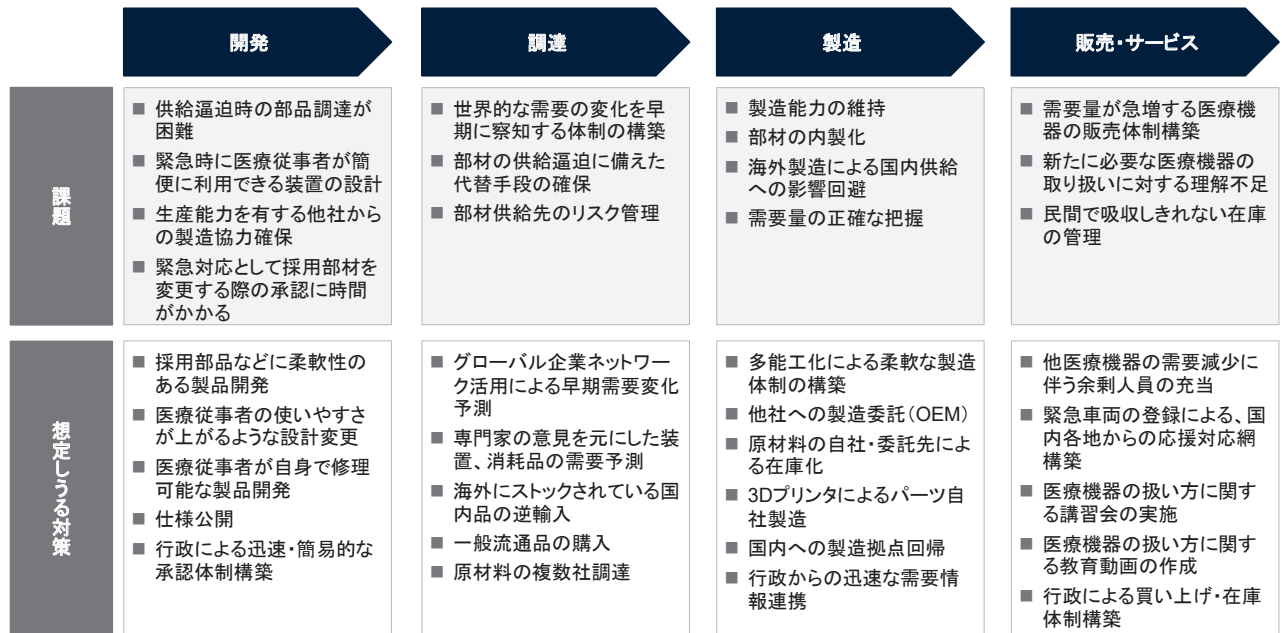 開発
調達
製造
販売・サービス
課題
■ 供給逼迫時の部品調達が
困難
■ 緊急時に医療従事者が簡
便に利用できる装置の設計
■ 生産能力を有する他社から
の製造協力確保
■ 緊急対応として採用部材を
変更する際の承認に時間
がかかる
■ 世界的な需要の変化を早
期に察知する体制の構築
■ 部材の供給逼迫に備えた
代替手段の確保
■ 部材供給先のリスク管理
■ 製造能力の維持
■ 部材の内製化
■ 海外製造による国内供給
への影響回避
■ 需要量の正確な把握
■ 需要量が急増する医療機
器の販売体制構築
■ 新たに必要な医療機器の
取り扱いに対する理解不足
■ 民間で吸収しきれない在庫
の管理
想定しうる対策
■ 採用部品などに柔軟性の
ある製品開発
■ 医療従事者の使いやすさ
が上がるような設計変更
■ 医療従事者が自身で修理
可能な製品開発
■ 仕様公開
■ 行政による迅速・簡易的な
承認体制構築
■ グローバル企業ネットワー
ク活用による早期需要変化
予測
■ 専門家の意見を元にした装
置、消耗品の需要予測
■ 海外にストックされている国
内品の逆輸入
■ 一般流通品の購入
■ 原材料の複数社調達
■ 多能工化による柔軟な製造
体制の構築
■ 他社への製造委託（OEM）
■ 原材料の自社・委託先によ
る在庫化
■ 3Dプリンタによるパーツ自
社製造
■ 国内への製造拠点回帰
■ 行政からの迅速な需要情
報連携
■ 他医療機器の需要減少に
伴う余剰人員の充当
■ 緊急車両の登録による、国
内各地からの応援対応網
構築
■ 医療機器の扱い方に関す
る講習会の実施
■ 医療機器の扱い方に関す
る教育動画の作成
■ 行政による買い上げ・在庫
体制構築